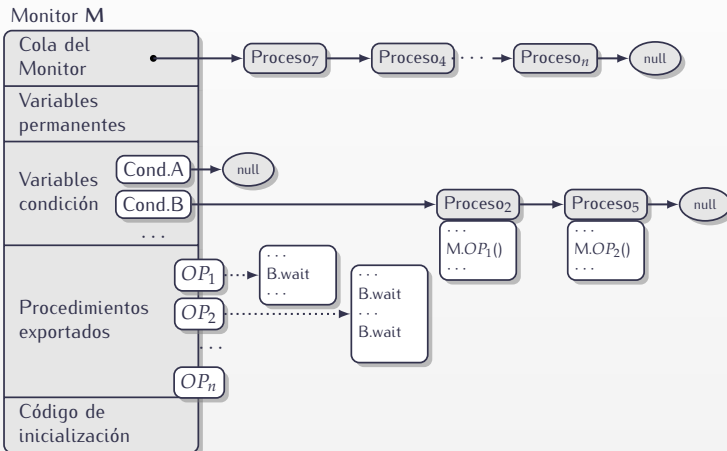 Monitor M
Cola del
Monitor
Proceso7
Proceso4
...
Proceson
null
Variables
permanentes
Variables
condición
Cond.A
null
Cond.B
...
Proceso2
Proceso5
null
...
M.OP1()
...
...
M.OP2()
...
Procedimientos
exportados
OP1
...
B.wait
...
OP2
...
B.wait
...
B.wait
...
OPn
Código de
inicialización